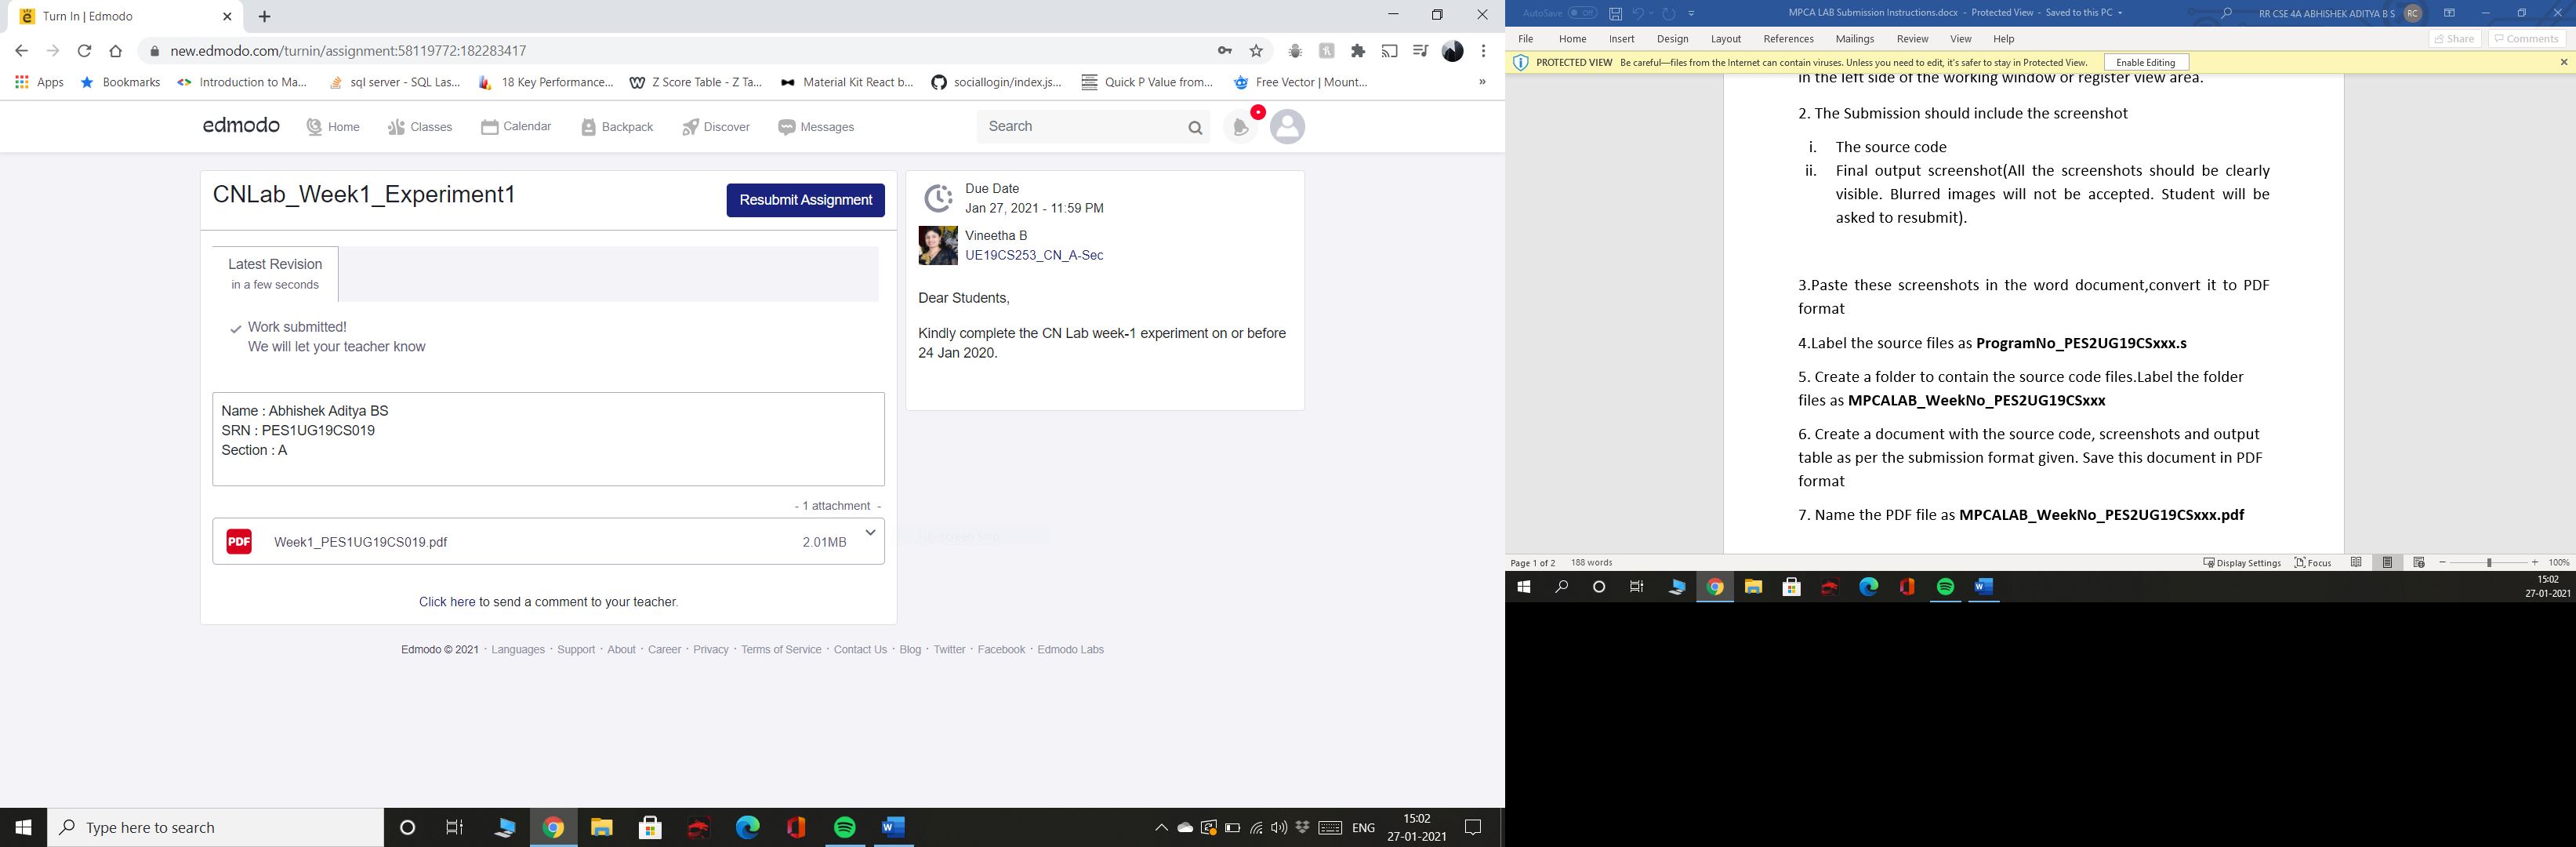 Turn In | Edmodo
new.edmodo.com/turnin/assignment:58119772:182283417
Apps Bookmarks Introduction to Ma... sql server - SQL Las... 18 Key Performance... Z Score Table - Z Ta... Material Kit React b... sociallogin/index.js... Quick P Value from... Free Vector | Mount... »
edmodo Home Classes Calendar Backpack Discover Messages Search
CNLab_Week1_Experiment1
Resubmit Assignment
Latest Revision
in a few seconds
Work submitted!
We will let your teacher know
Name : Abhishek Aditya BS
SRN : PES1UG19CS019
Section : A
- 1 attachment -
PDF Week1_PES1UG19CS019.pdf 2.01MB
Click here to send a comment to your teacher.
Due Date
Jan 27, 2021 - 11:59 PM
Vineetha B
UE19CS253_CN_A-Sec
Dear Students,
Kindly complete the CN Lab week-1 experiment on or before
24 Jan 2020.
Edmodo © 2021 · Languages · Support · About · Career · Privacy · Terms of Service · Contact Us · Blog · Twitter · Facebook · Edmodo Labs
Type here to search
ENG
15:02
27-01-2021
AutoSave Off MPCA LAB Submission Instructions.docx - Protected View - Saved to this PC RR CSE 4A ABHISHEK ADITYA B S RC
File Home Insert Design Layout References Mailings Review View Help Share Comments
PROTECTED VIEW Be careful—files from the Internet can contain viruses. Unless you need to edit, it's safer to stay in Protected View. Enable Editing
in the left side of the working window or register view area.
2. The Submission should include the screenshot
i. The source code
ii. Final output screenshot(All the screenshots should be clearly
visible. Blurred images will not be accepted. Student will be
asked to resubmit).
3.Paste these screenshots in the word document,convert it to PDF
format
4.Label the source files as ProgramNo_PES2UG19CSxxx.s
5. Create a folder to contain the source code files.Label the folder
files as MPCALAB_WeekNo_PES2UG19CSxxx
6. Create a document with the source code, screenshots and output
table as per the submission format given. Save this document in PDF
format
7. Name the PDF file as MPCALAB_WeekNo_PES2UG19CSxxx.pdf
Page 1 of 2 188 words Display Settings Focus 100%
15:02
27-01-2021